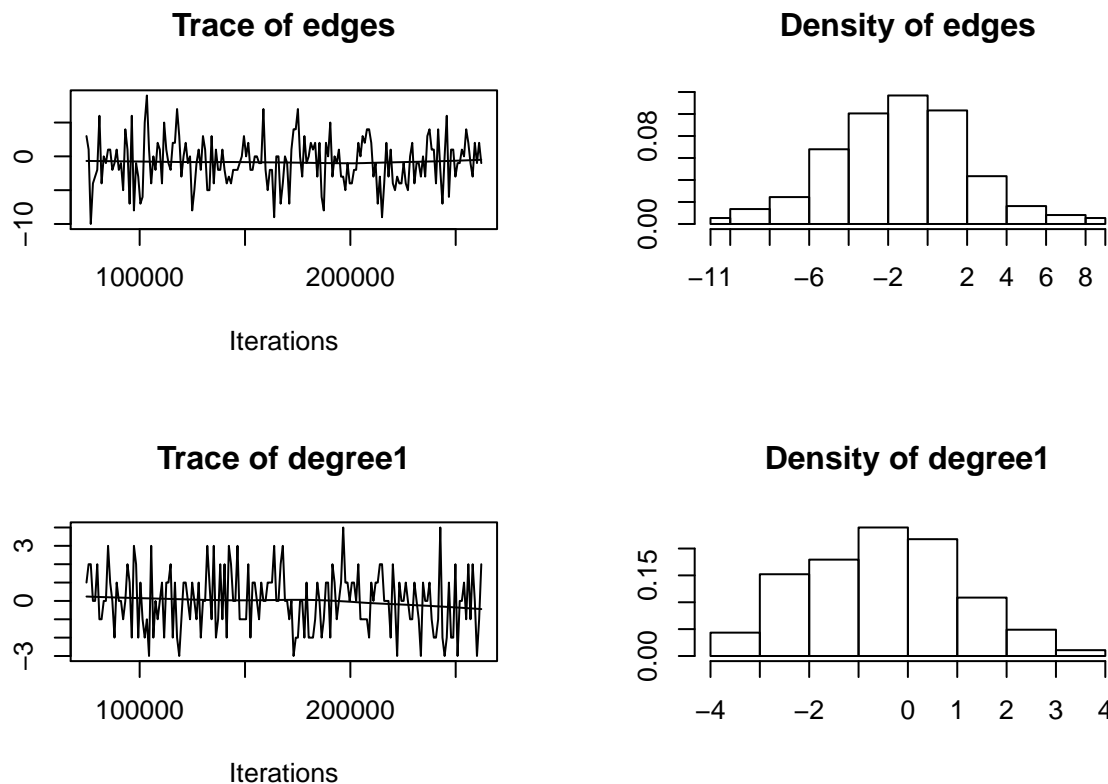 Trace of edges
0
−10
100000 200000
Iterations
Density of edges
0.08
0.00
−11 −6 −2 2 4 6 8
Trace of degree1
3
0
−3
100000 200000
Iterations
Density of degree1
0.15
0.00
−4 −2 0 1 2 3 4